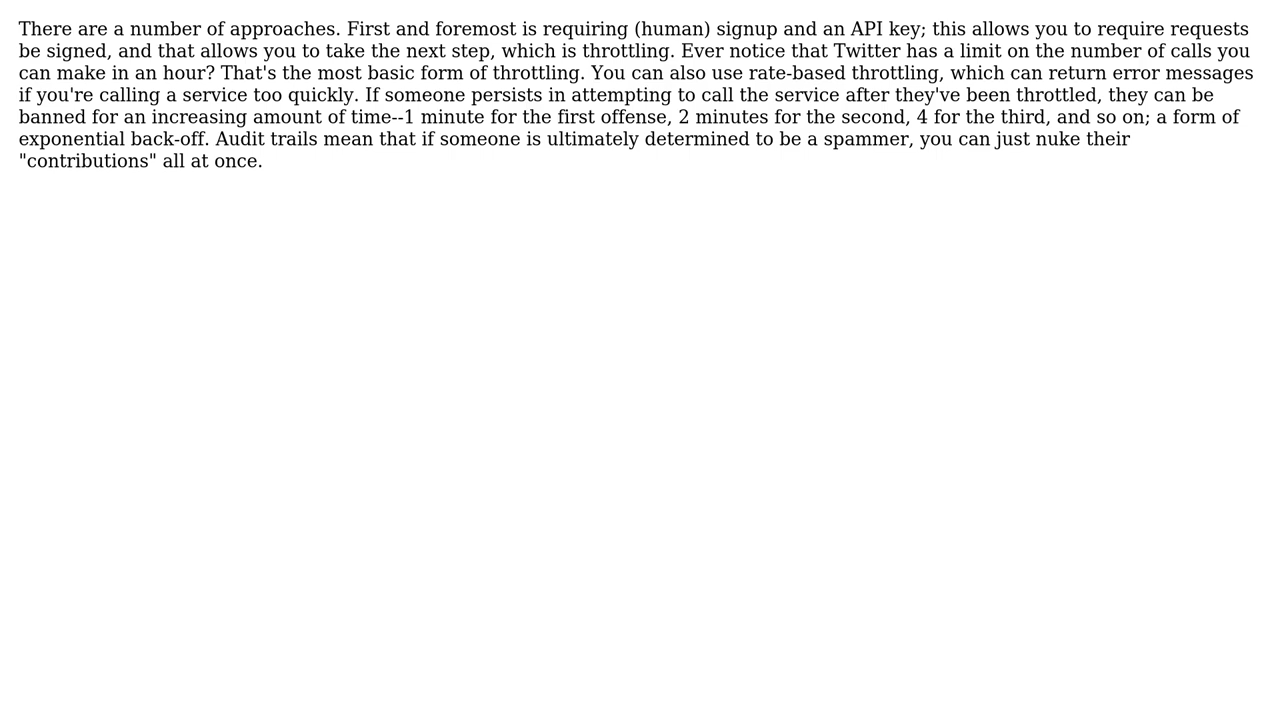 There are a number of approaches. First and foremost is requiring (human) signup and an API key; this allows you to require requests
be signed, and that allows you to take the next step, which is throttling. Ever notice that Twitter has a limit on the number of calls you
can make in an hour? That's the most basic form of throttling. You can also use rate-based throttling, which can return error messages
if you're calling a service too quickly. If someone persists in attempting to call the service after they've been throttled, they can be
banned for an increasing amount of time--1 minute for the first offense, 2 minutes for the second, 4 for the third, and so on; a form of
exponential back-off. Audit trails mean that if someone is ultimately determined to be a spammer, you can just nuke their
"contributions" all at once.